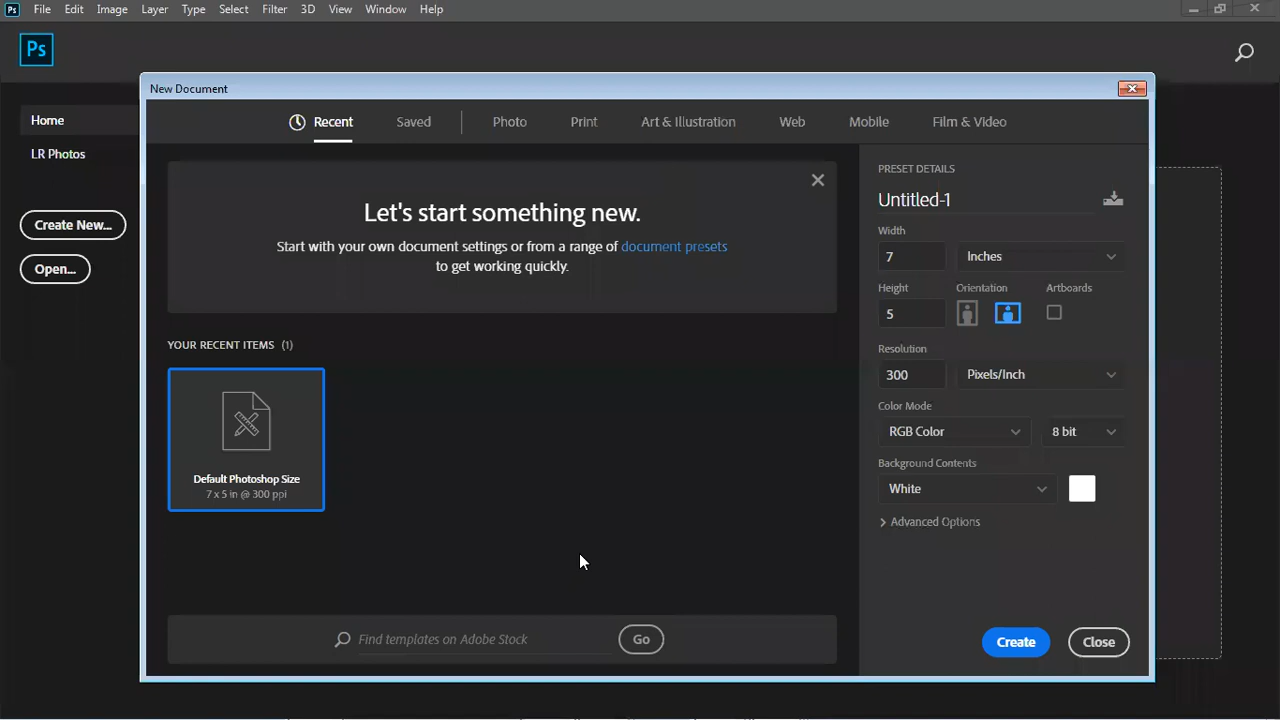 Ps File Edit Image Layer Type Select Filter 3D View Window Help
Ps
New Document
Home
LR Photos
Create New...
Open...
Recent Saved Photo Print Art & Illustration Web Mobile Film & Video
Let's start something new.
Start with your own document settings or from a range of document presets
to get working quickly.
YOUR RECENT ITEMS (1)
Default Photoshop Size
7 x 5 in @ 300 ppi
Find templates on Adobe Stock Go
PRESET DETAILS
Untitled-1
Width
7 Inches
Height Orientation Artboards
5
Resolution
300 Pixels/Inch
Color Mode
RGB Color 8 bit
Background Contents
White
Advanced Options
Create Close